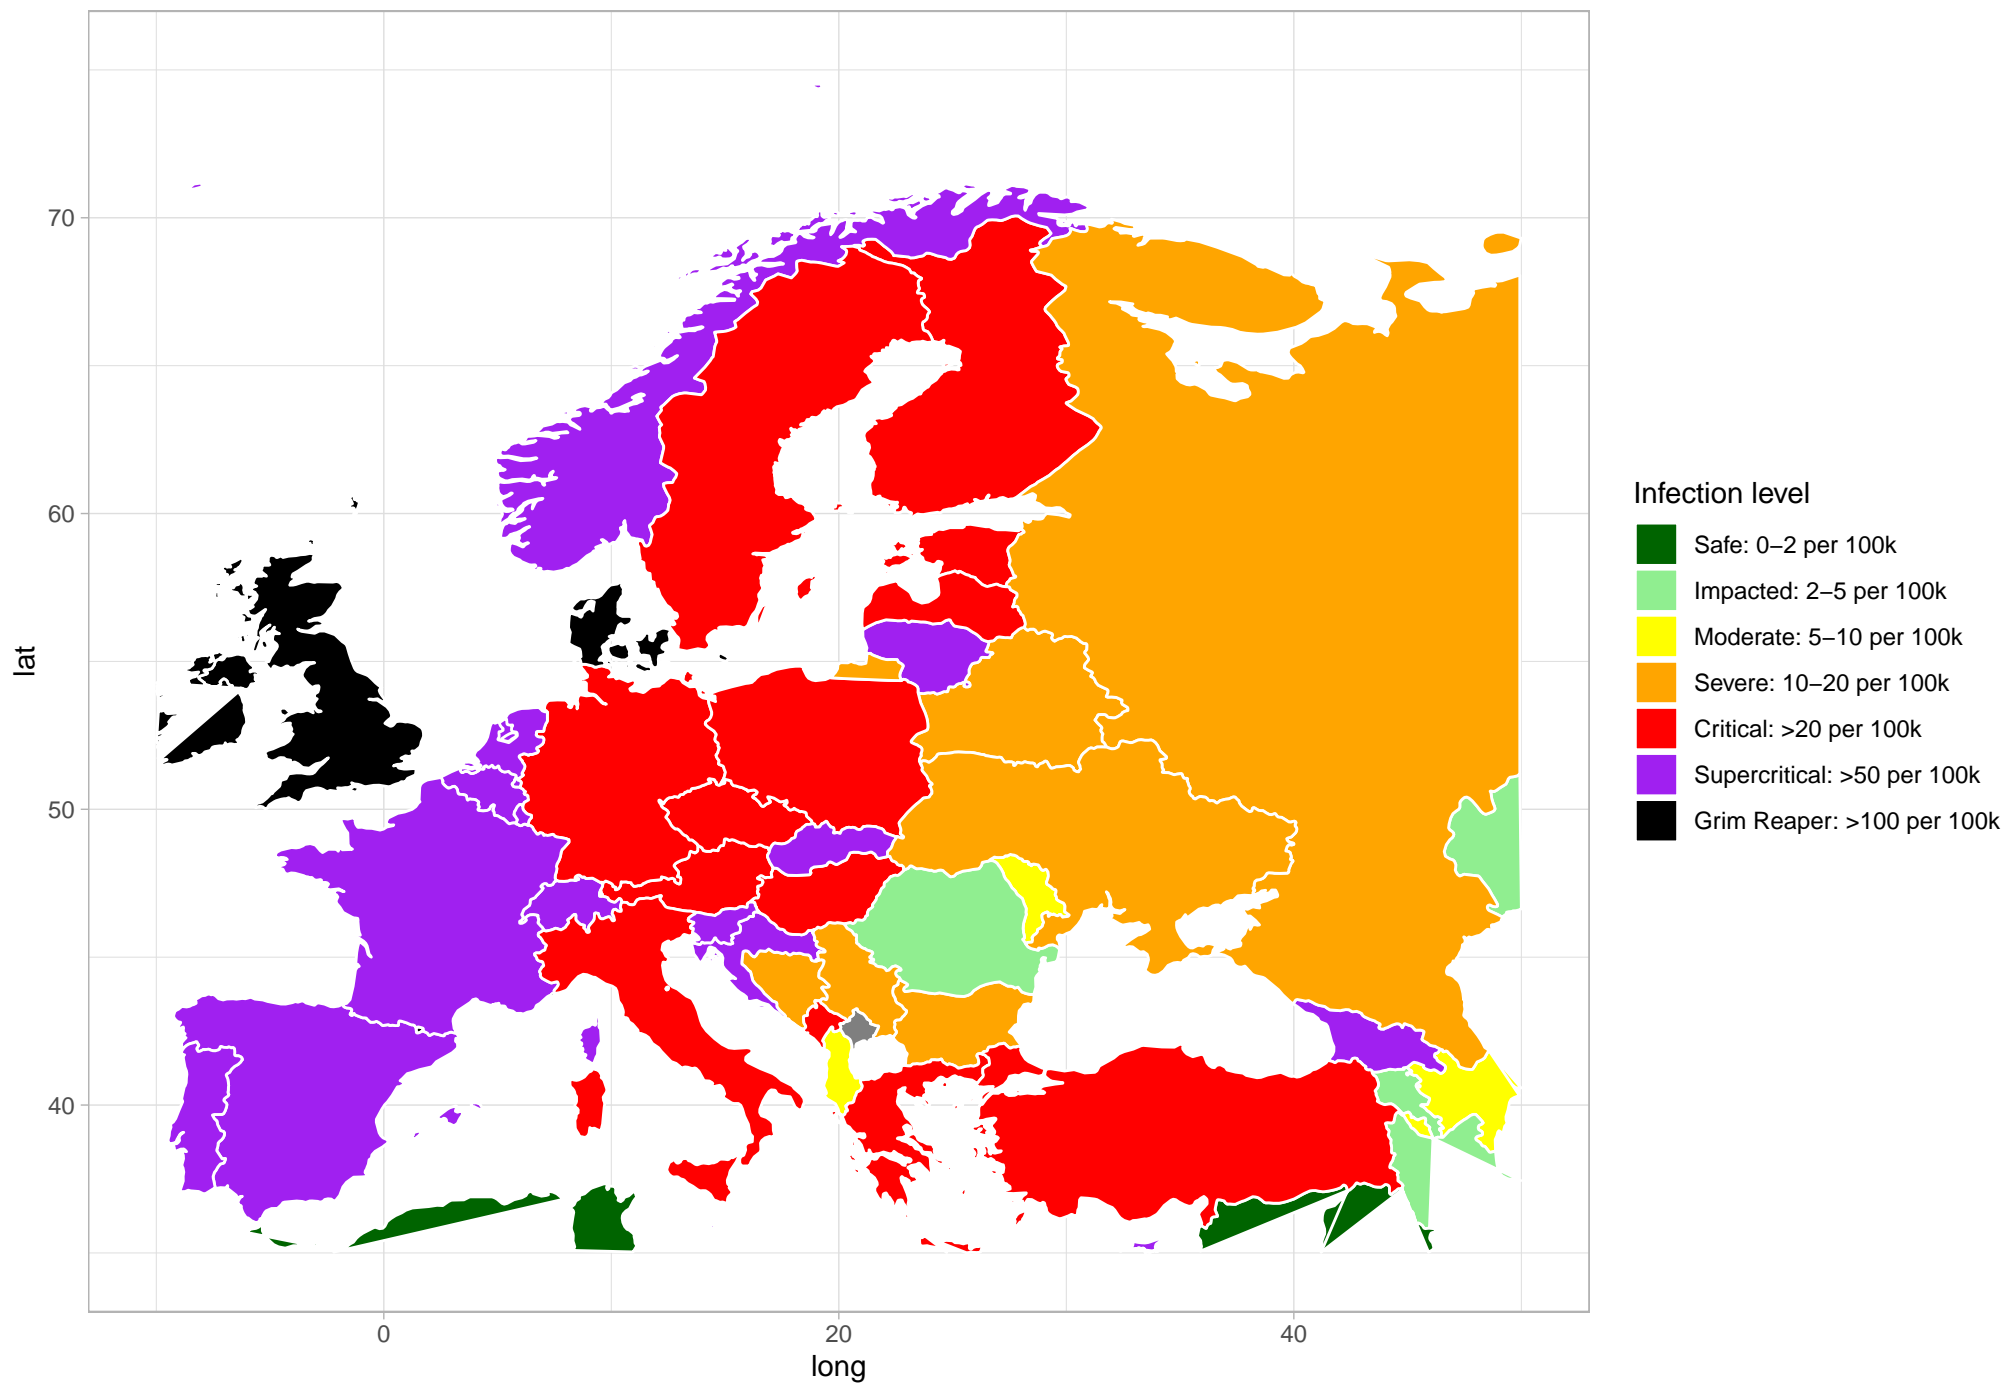 70
60
50
40
lat
0
20
40
long
Infection level
Safe: 0–2 per 100k
Impacted: 2–5 per 100k
Moderate: 5–10 per 100k
Severe: 10–20 per 100k
Critical: >20 per 100k
Supercritical: >50 per 100k
Grim Reaper: >100 per 100k